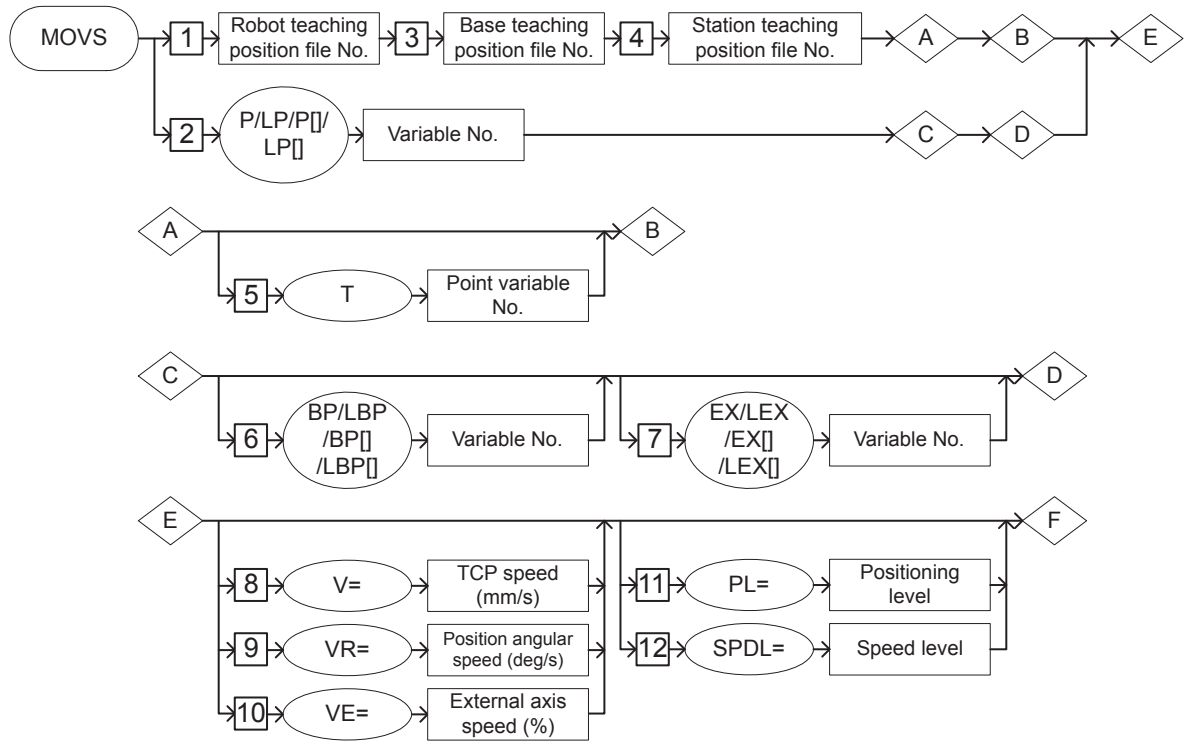 MOVS
1
Robot teaching
position file No.
3
Base teaching
position file No.
4
Station teaching
position file No.
A
B
E
2
P/LP/P[]/
LP[]
Variable No.
C
D
A
B
5
T
Point variable
No.
C
D
6
BP/LBP
/BP[]
/LBP[]
Variable No.
7
EX/LEX
/EX[]
/LEX[]
Variable No.
E
F
8
V=
TCP speed
(mm/s)
11
PL=
Positioning
level
9
VR=
Position angular
speed (deg/s)
12
SPDL=
Speed level
10
VE=
External axis
speed (%)